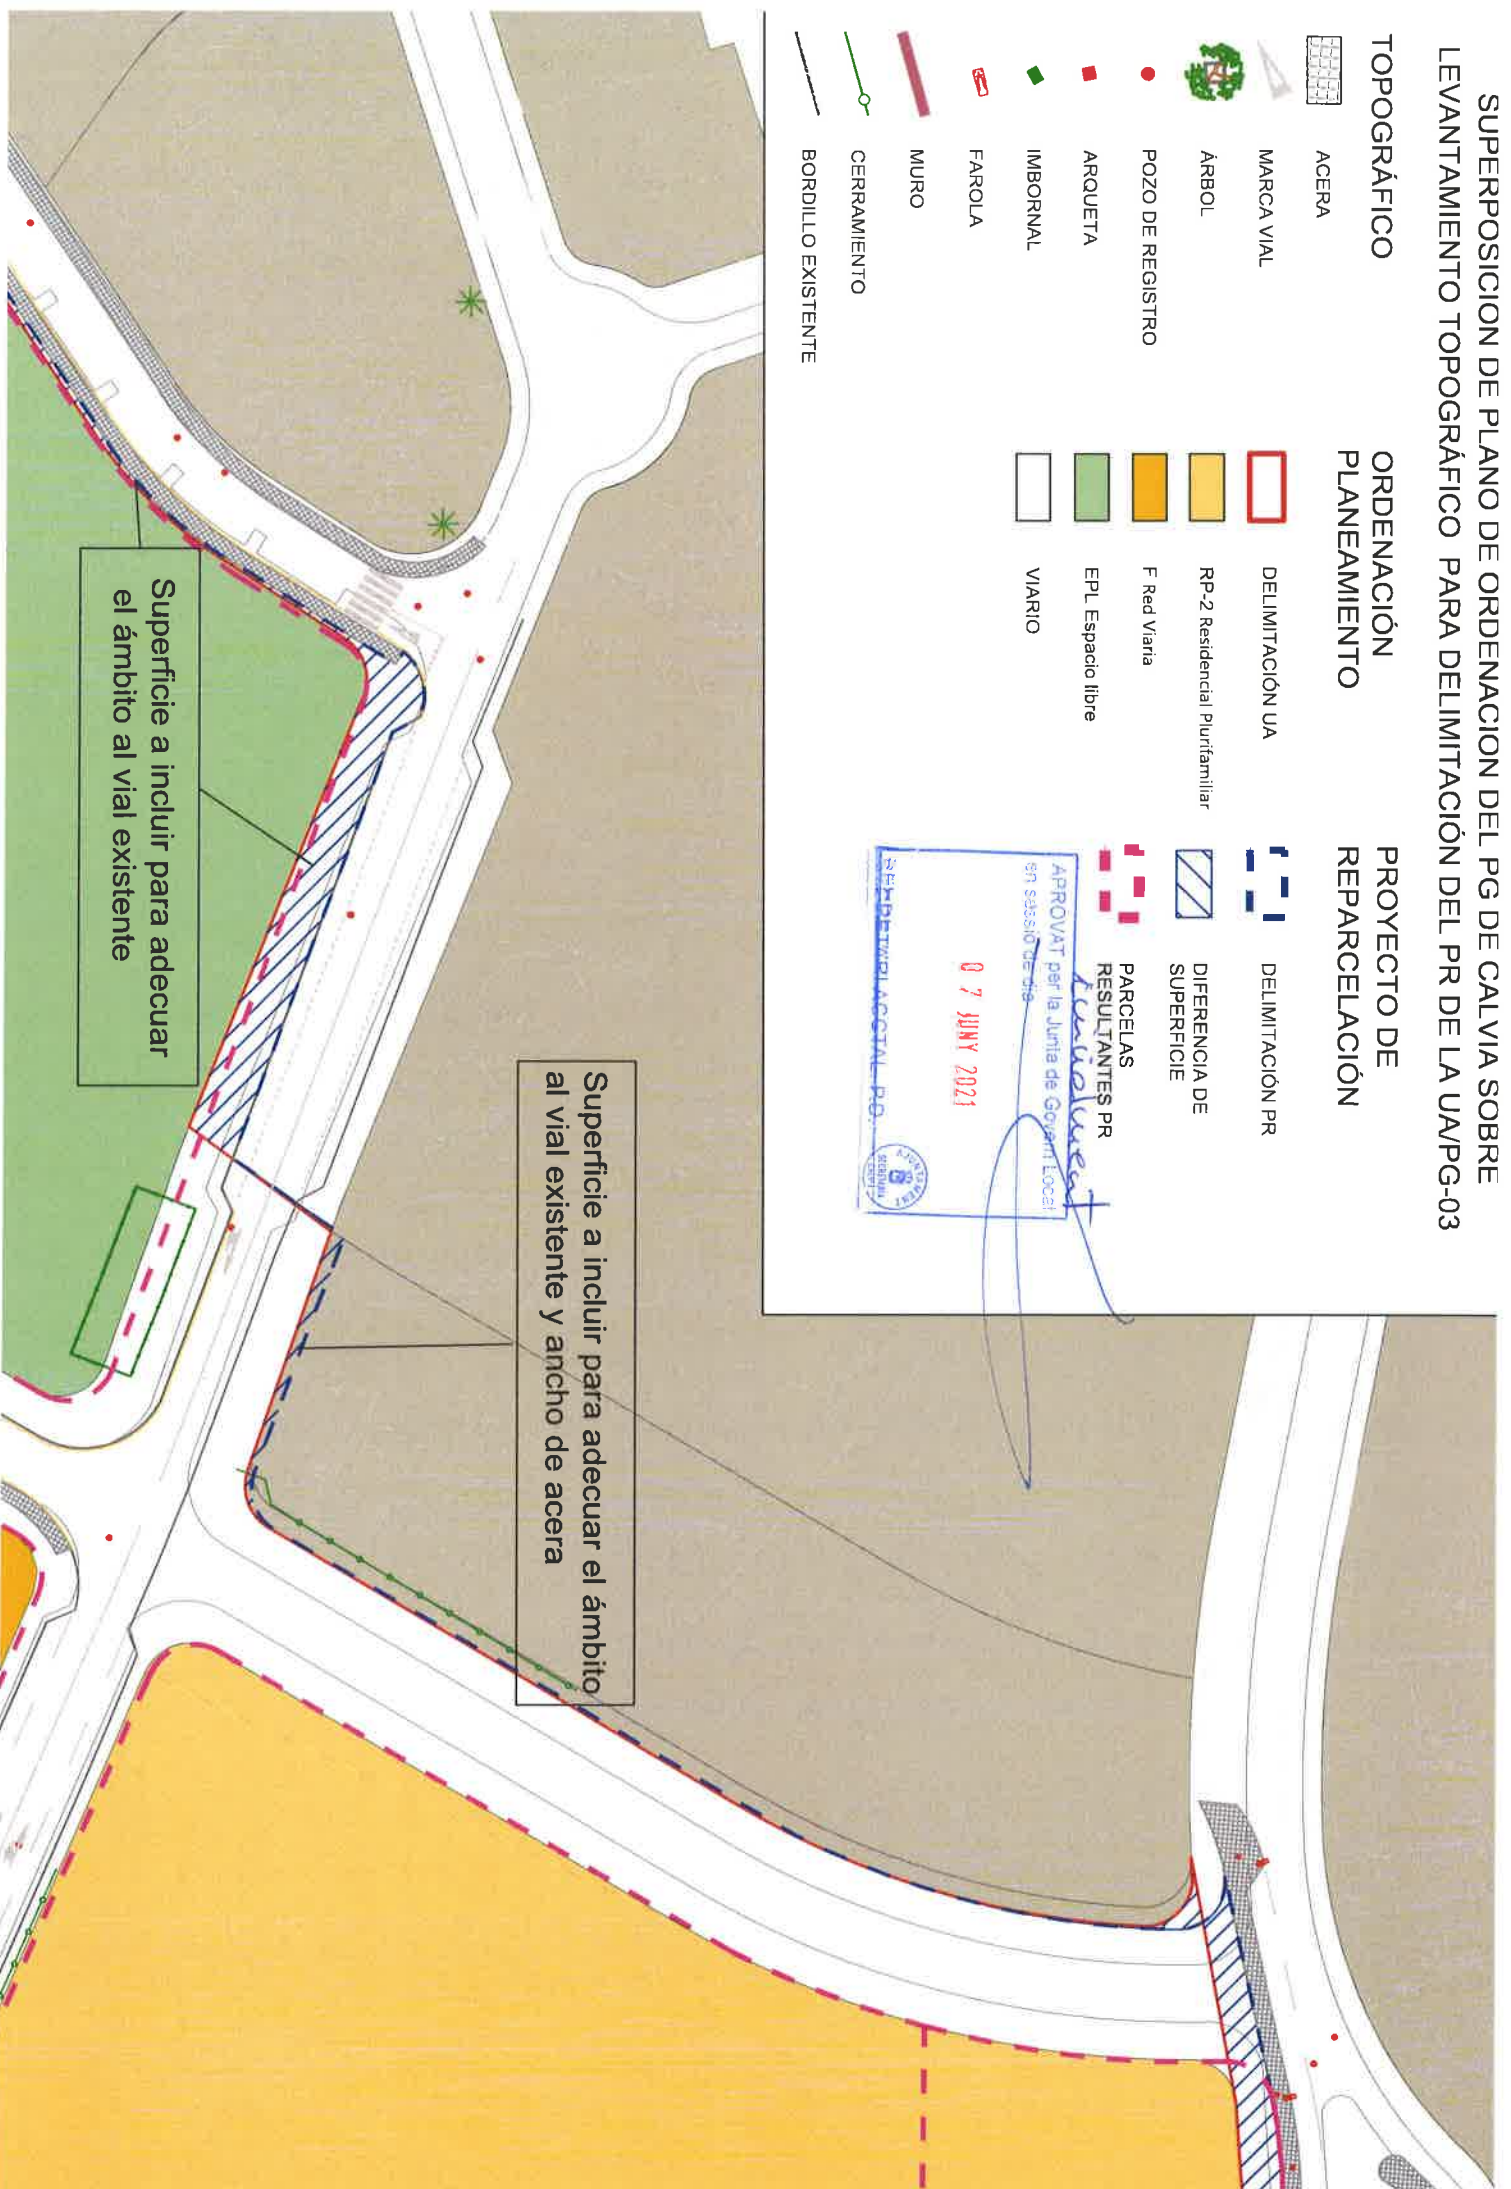 SUPERPOSICION DE PLANO DE ORDENACION DEL PG DE CALVIA SOBRE
LEVANTAMIENTO TOPOGRÁFICO PARA DELIMITACIÓN DEL PR DE LA UA/PG-03
TOPOGRÁFICO
ACERA
MARCA VIAL
ÁRBOL
POZO DE REGISTRO
ARQUETA
IMBORNAL
FAROLA
MURO
CERRAMIENTO
BORDILLO EXISTENTE
ORDENACIÓN
PLANEAMIENTO
DELIMITACIÓN UA
RP-2 Residencial Plurifamiliar
F Red Viaria
EPL Espacio libre
VIARIO
PROYECTO DE
REPARCELACIÓN
DELIMITACIÓN PR
DIFERENCIA DE
SUPERFICIE
PARCELAS
RESULTANTES PR
APROVAT per la Junta de Govern Local
en sessió de dia
0 7 JUNY 2021
ACCTAL. P.D.
AJUNTAMENT
Superficie a incluir para adecuar
el ámbito al vial existente
Superficie a incluir para adecuar el ámbito
al vial existente y ancho de acera